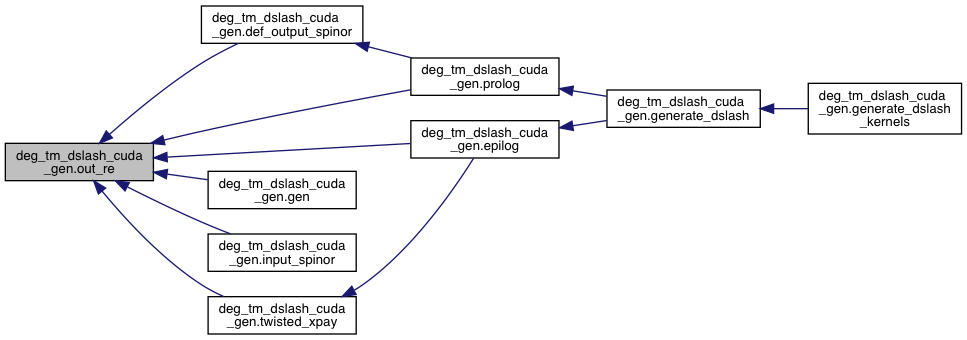 deg_tm_dslash_cuda
_gen.def_output_spinor
deg_tm_dslash_cuda
_gen.prolog
deg_tm_dslash_cuda
_gen.generate_dslash
deg_tm_dslash_cuda
_gen.generate_dslash
_kernels
deg_tm_dslash_cuda
_gen.epilog
deg_tm_dslash_cuda
_gen.out_re
deg_tm_dslash_cuda
_gen.gen
deg_tm_dslash_cuda
_gen.input_spinor
deg_tm_dslash_cuda
_gen.twisted_xpay